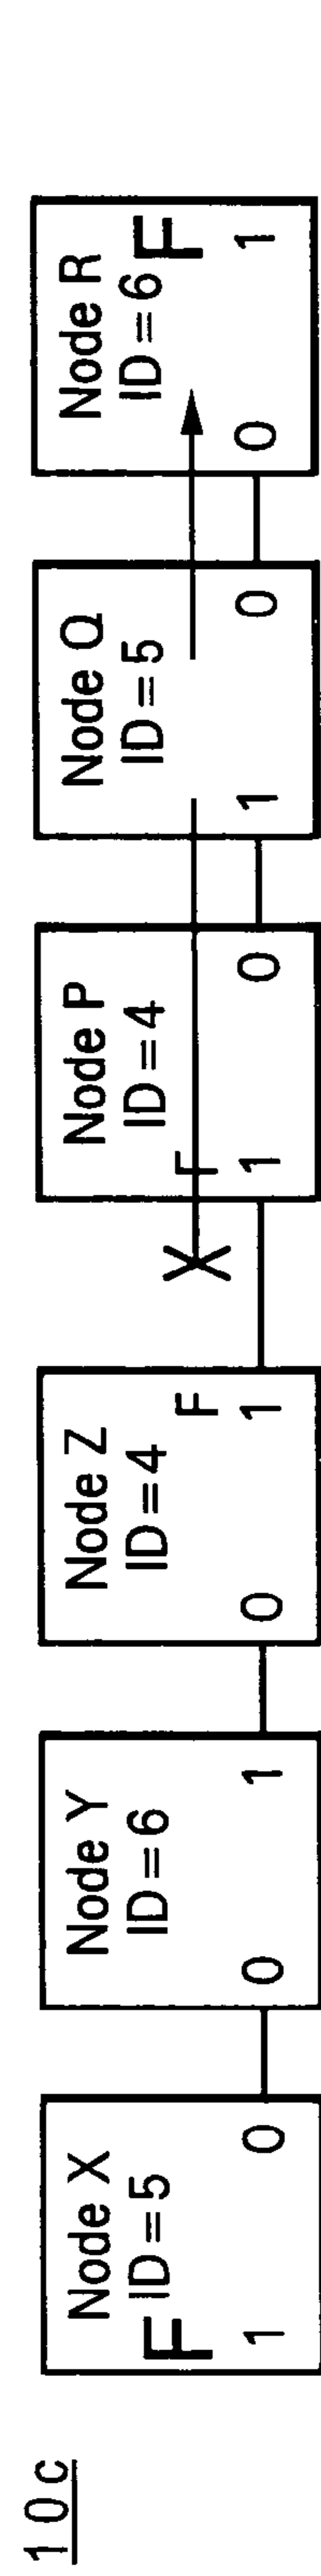 10c
Node X
ID=5
F
1 0
Node Y
ID=6
0 1
Node Z
ID=4
F
0 1
X
Node P
ID=4
F
1 0
Node Q
ID=5
1 0
Node R
ID=6
F
0 1